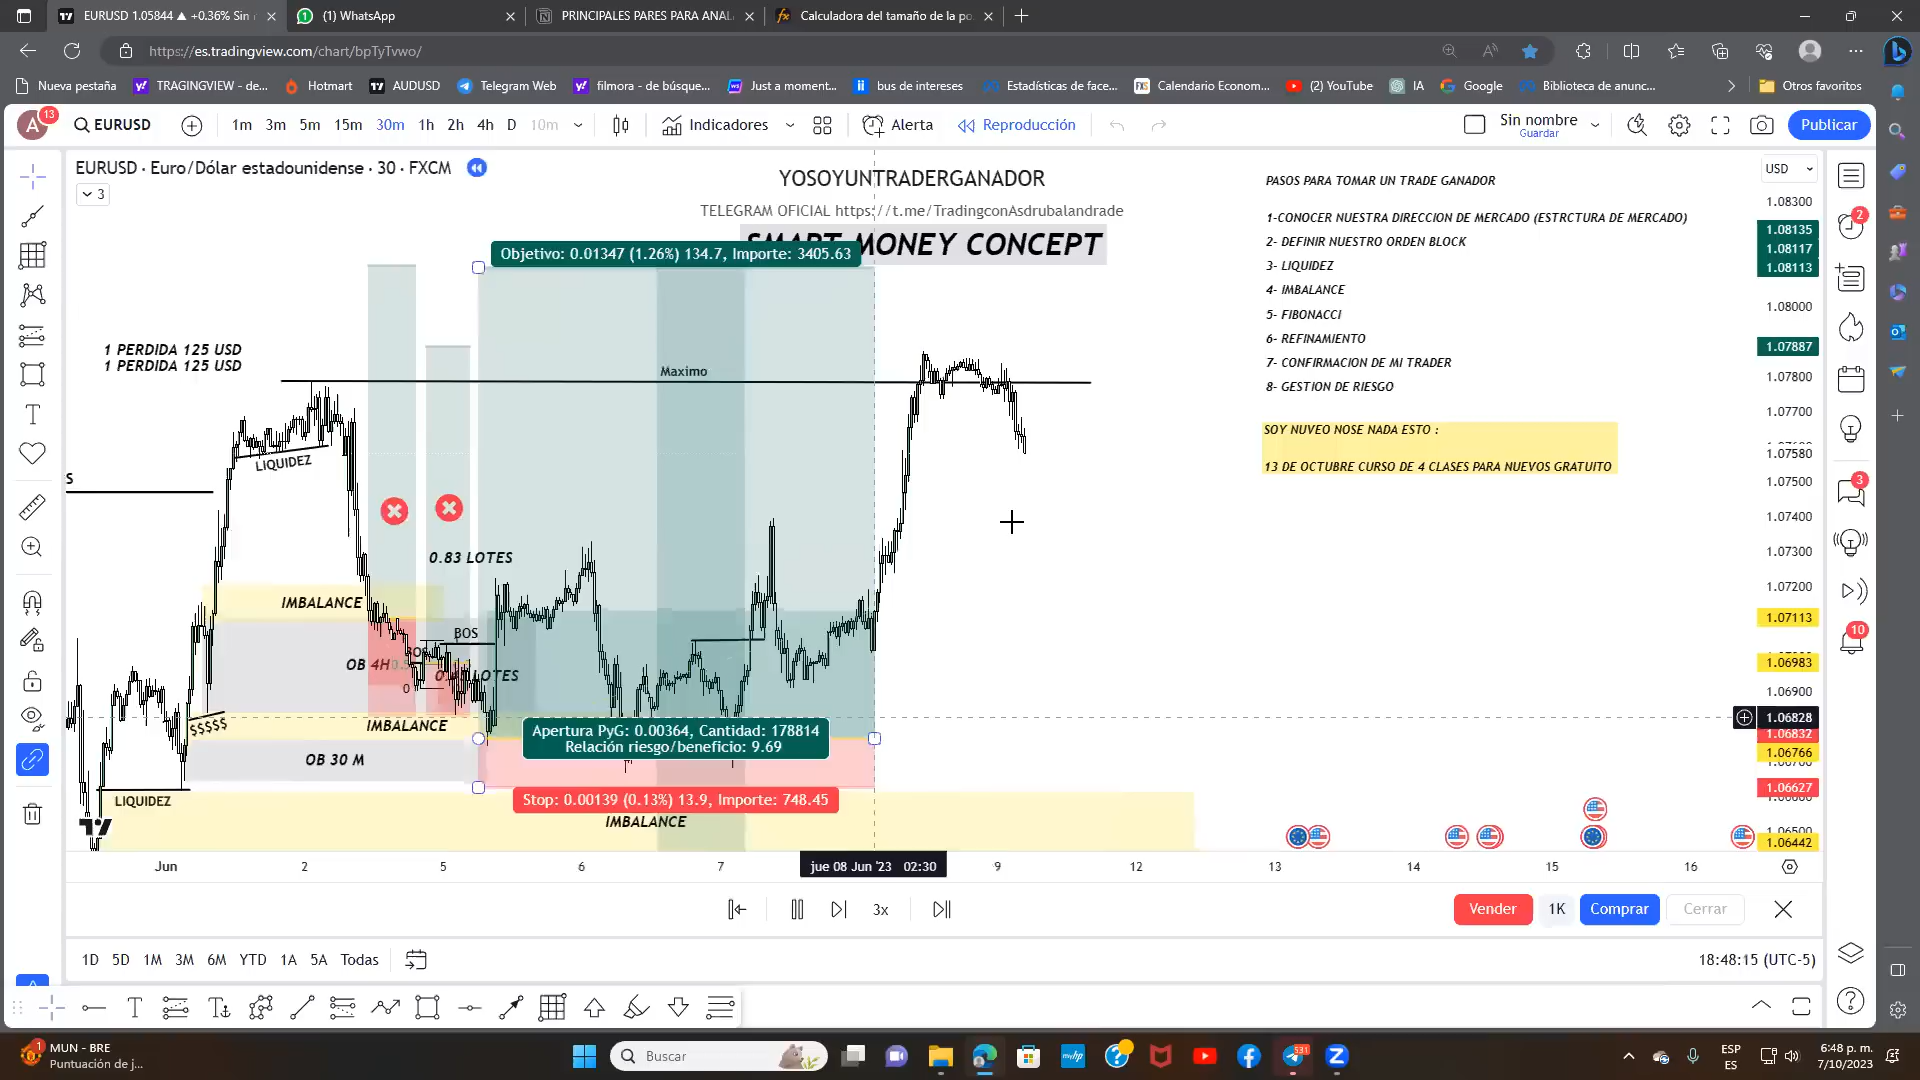 EURUSD 1.05844 ▲ +0.36% Sin
(1) WhatsApp
PRINCIPALES PARES PARA ANAL
Calculadora del tamaño de la po
https://es.tradingview.com/chart/bpTyTvwo/
Nueva pestaña
TRAGINGVIEW - de...
Hotmart
AUDUSD
Telegram Web
filmora - de búsque...
Just a moment...
bus de intereses
Estadísticas de face...
Calendario Econom...
(2) YouTube
IA
Google
Biblioteca de anunc...
Otros favoritos
A 13
EURUSD
1m 3m 5m 15m 30m 1h 2h 4h D 10m
Indicadores
Alerta
Reproducción
Sin nombre
Guardar
Publicar
EURUSD · Euro/Dólar estadounidense · 30 · FXCM
3
YOSOYUNTRADERGANADOR
TELEGRAM OFICIAL https://t.me/TradingconAsdrubalandrade
SMART MONEY CONCEPT
Objetivo: 0.01347 (1.26%) 134.7, Importe: 3405.63
1 PERDIDA 125 USD
1 PERDIDA 125 USD
Maximo
LIQUIDEZ
S
0.83 LOTES
IMBALANCE
BOS
OB 4H
LOTES
0
$$$$$
IMBALANCE
OB 30 M
LIQUIDEZ
Apertura PyG: 0.00364, Cantidad: 178814
Relación riesgo/beneficio: 9.69
Stop: 0.00139 (0.13%) 13.9, Importe: 748.45
IMBALANCE
PASOS PARA TOMAR UN TRADE GANADOR
1-CONOCER NUESTRA DIRECCION DE MERCADO (ESTRCTURA DE MERCADO)
2- DEFINIR NUESTRO ORDEN BLOCK
3- LIQUIDEZ
4- IMBALANCE
5- FIBONACCI
6- REFINAMIENTO
7- CONFIRMACION DE MI TRADER
8- GESTION DE RIESGO
SOY NUVEO NOSE NADA ESTO :
13 DE OCTUBRE CURSO DE 4 CLASES PARA NUEVOS GRATUITO
USD
1.08300
1.08135
1.08117
1.08113
1.08000
1.07887
1.07800
1.07700
1.07580
1.07500
1.07400
1.07300
1.07200
1.07113
1.06983
1.06900
1.06828
1.06832
1.06766
1.06627
1.06442
2
3
10
Jun 2 5 6 7 jue 08 Jun '23 02:30 9 12 13 14 15 16
3x
Vender
1K
Comprar
Cerrar
1D 5D 1M 3M 6M YTD 1A 5A Todas
18:48:15 (UTC-5)
MUN - BRE
Puntuación de j...
Buscar
531
ESP
ES
6:48 p. m.
7/10/2023